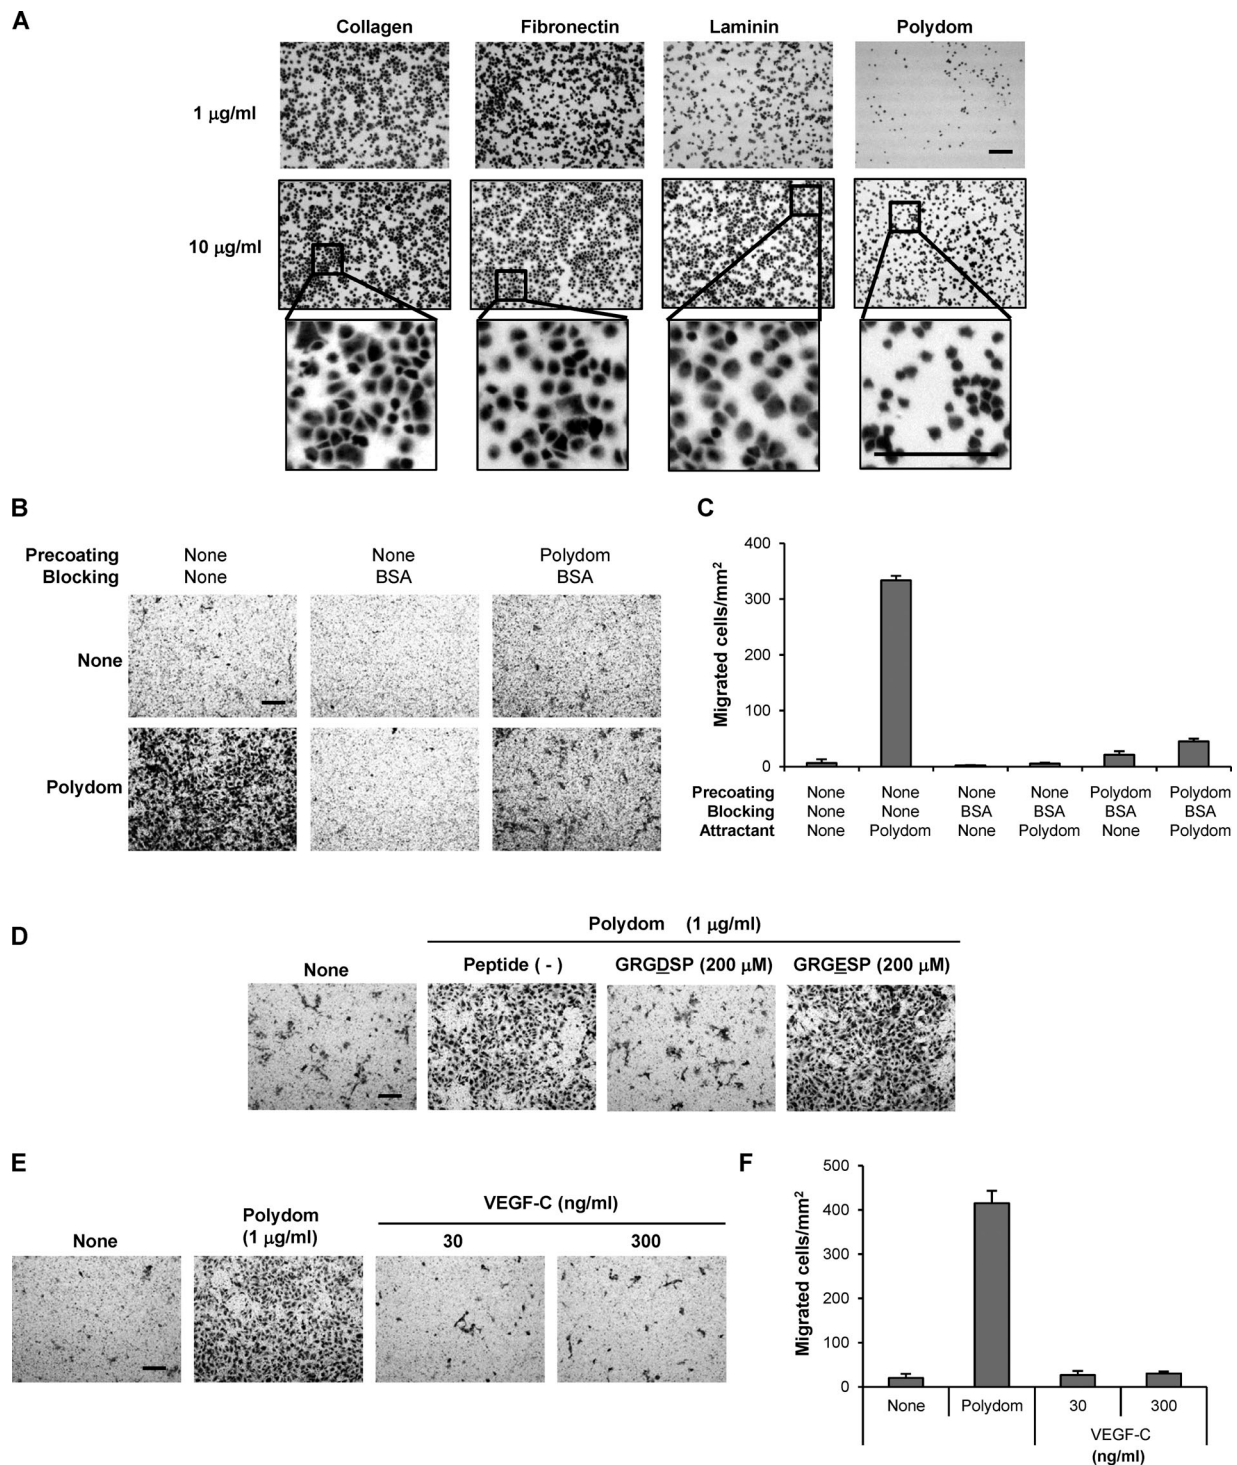 A
Collagen Fibronectin Laminin Polydom
1 μg/ml
10 μg/ml
B
Precoating None None Polydom
Blocking None BSA BSA
None
Polydom
C
Migrated cells/mm2
400
300
200
100
0
Precoating None None None None Polydom Polydom
Blocking None None BSA BSA BSA BSA
Attractant None Polydom None Polydom None Polydom
D
Polydom (1 μg/ml)
None Peptide ( - ) GRGDSP (200 μM) GRGESP (200 μM)
E
VEGF-C (ng/ml)
None Polydom (1 μg/ml) 30 300
F
Migrated cells/mm2
500
400
300
200
100
0
None Polydom 30 300
VEGF-C
(ng/ml)